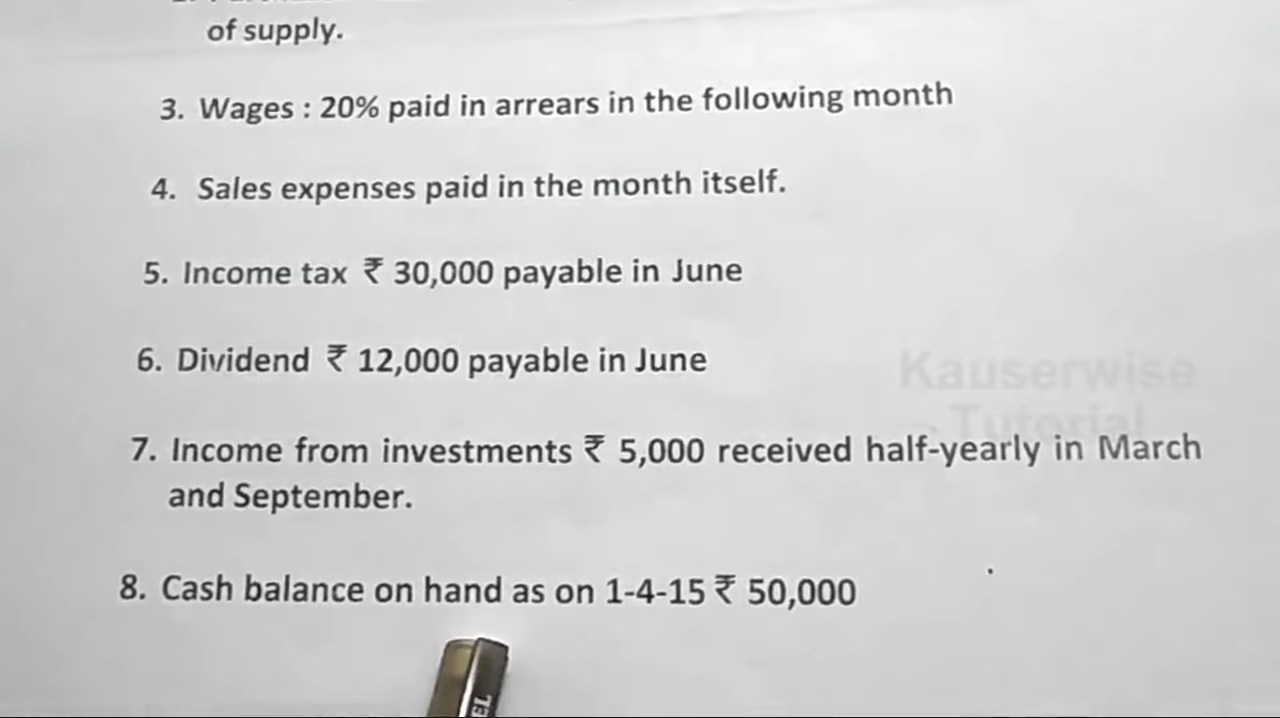 of supply.
3. Wages : 20% paid in arrears in the following month
4. Sales expenses paid in the month itself.
5. Income tax ₹ 30,000 payable in June
6. Dividend ₹ 12,000 payable in June
Kauserwise
Tutorial
7. Income from investments ₹ 5,000 received half-yearly in March
and September.
8. Cash balance on hand as on 1-4-15 ₹ 50,000
EL